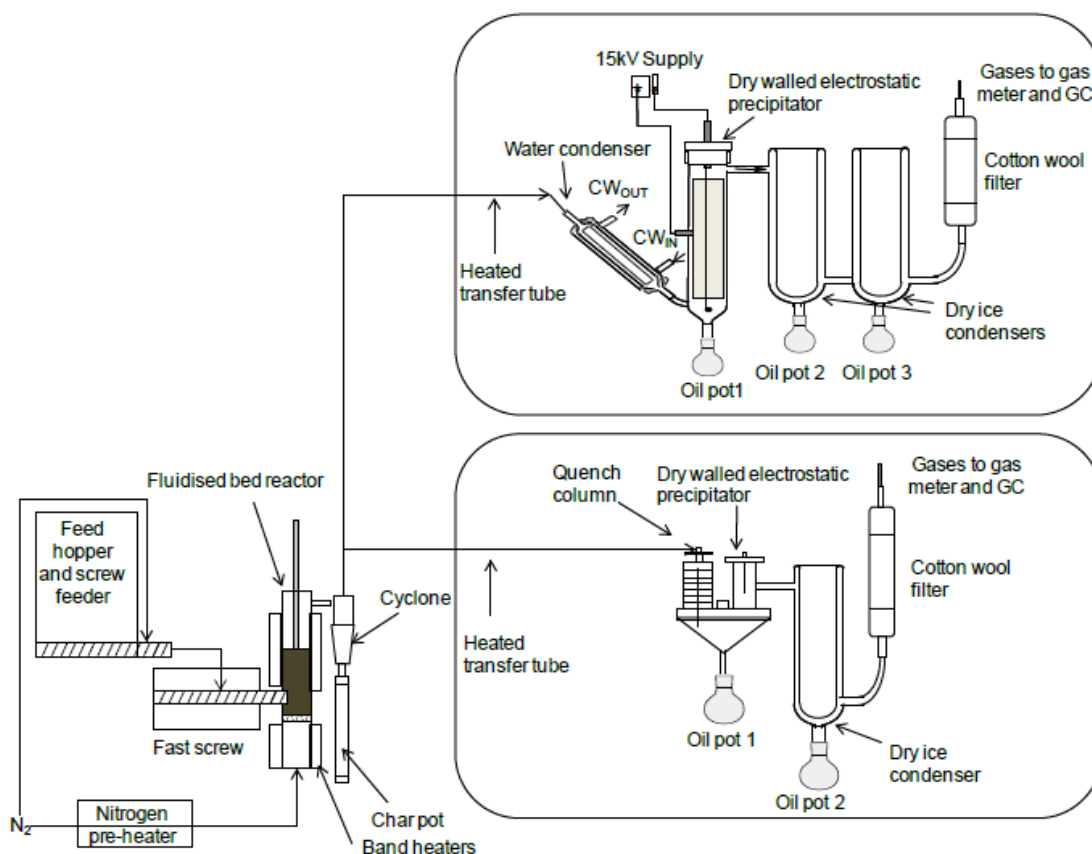 15kV Supply
Dry walled electrostatic
precipitator
Gases to gas
meter and GC
Water condenser
CWOUT
CWIN
Cotton wool
filter
Heated
transfer tube
Dry ice
condensers
Oil pot1
Oil pot 2
Oil pot 3
Quench
column
Dry walled electrostatic
precipitator
Gases to gas
meter and GC
Cotton wool
filter
Heated
transfer tube
Oil pot 1
Dry ice
condenser
Oil pot 2
Fluidised bed reactor
Feed
hopper
and screw
feeder
Cyclone
Fast screw
N2
Nitrogen
pre-heater
Char pot
Band heaters